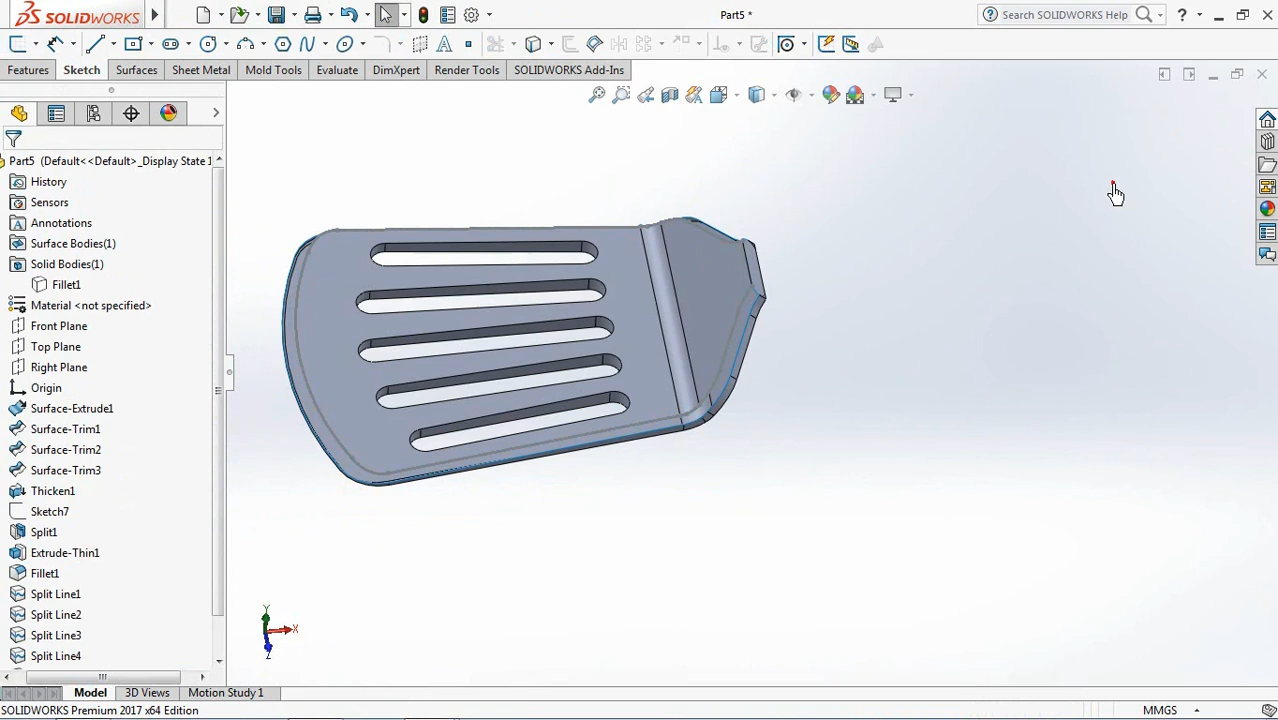 SOLIDWORKS
Part5 *
Search SOLIDWORKS Help
?
Features
Sketch
Surfaces
Sheet Metal
Mold Tools
Evaluate
DimXpert
Render Tools
SOLIDWORKS Add-Ins
Part5 (Default<<Default>_Display State 1
History
Sensors
Annotations
Surface Bodies(1)
Solid Bodies(1)
Fillet1
Material <not specified>
Front Plane
Top Plane
Right Plane
Origin
Surface-Extrude1
Surface-Trim1
Surface-Trim2
Surface-Trim3
Thicken1
Sketch7
Split1
Extrude-Thin1
Fillet1
Split Line1
Split Line2
Split Line3
Split Line4
Y
X
Z
Model
3D Views
Motion Study 1
SOLIDWORKS Premium 2017 x64 Edition
MMGS